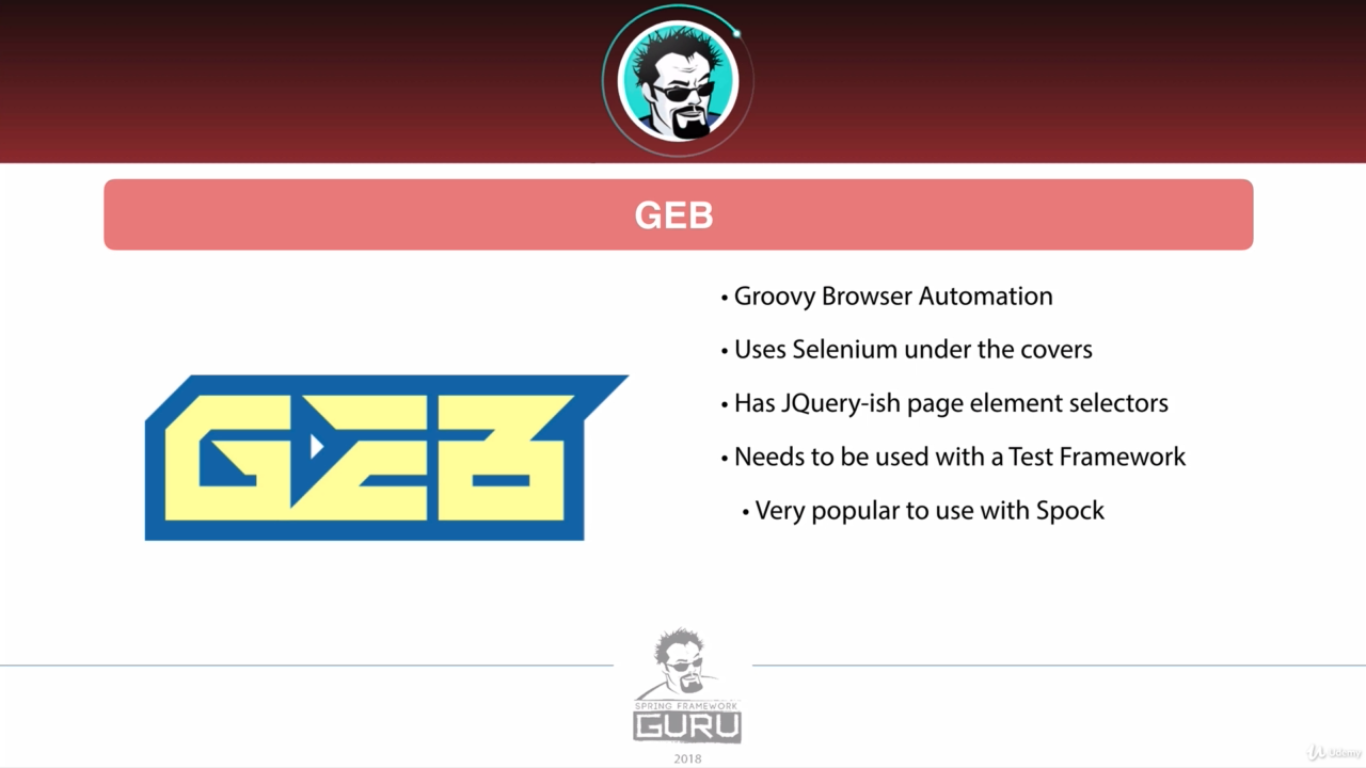 GEB
• Groovy Browser Automation
• Uses Selenium under the covers
• Has JQuery-ish page element selectors
• Needs to be used with a Test Framework
• Very popular to use with Spock
GEB
SPRING FRAMEWORK
GURU
2018
Udemy